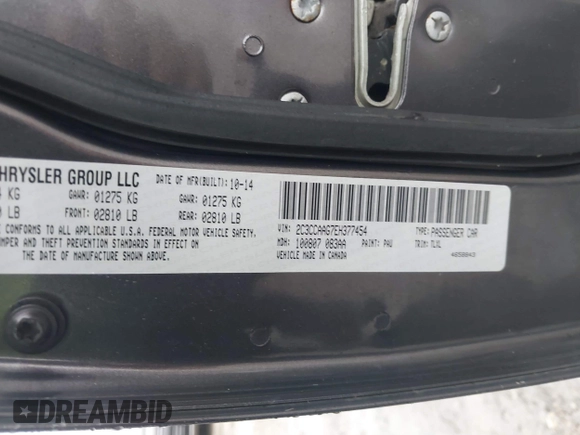 HRYSLER GROUP LLC DATE OF MFR(BUILT): 10-14
KG GAWR: 01275 KG GAWR: 01275 KG
LB FRONT: 02810 LB REAR: 02810 LB
E CONFORMS TO ALL APPLICABLE U.S.A. FEDERAL MOTOR VEHICLE SAFETY,
MPER AND THEFT PREVENTION STANDARDS IN EFFECT ON
THE DATE OF MANUFACTURE SHOWN ABOVE.
VIN: 2C3CCAAG7EH377454 TYPE: PASSENGER CAR
MDH: 100807 083AA PAINT: PAU TRIM: TLXL
VEHICLE MADE IN CANADA
DREAMBID